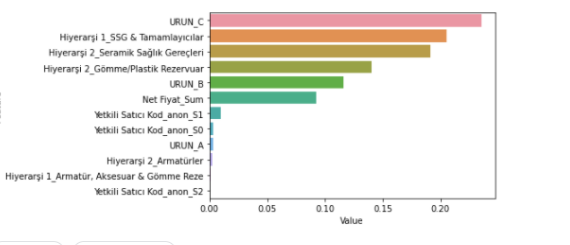 URUN_C
Hiyerarşi 1_SSG & Tamamlayıcılar
Hiyerarşi 2_Seramik Sağlık Gereçleri
Hiyerarşi 2_Gömme/Plastik Rezervuar
URUN_B
Net Fiyat_Sum
Yetkili Satıcı Kod_anon_S1
Yetkili Satıcı Kod_anon_S0
URUN_A
Hiyerarşi 2_Armatürler
Hiyerarşi 1_Armatür, Aksesuar & Gömme Reze
Yetkili Satıcı Kod_anon_S2
0.00 0.05 0.10 0.15 0.20
Value